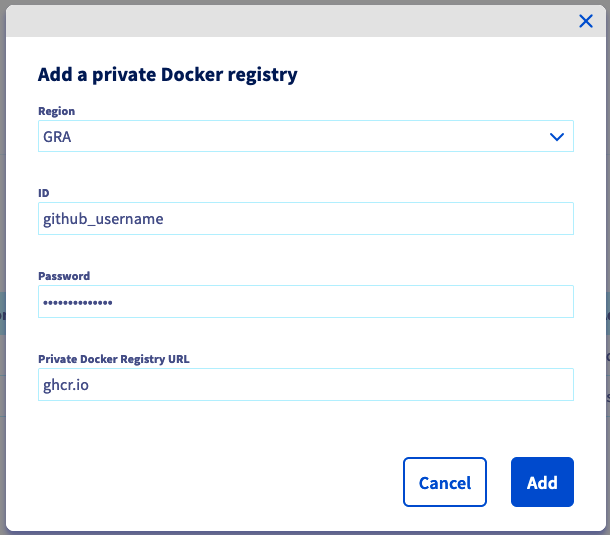 Add a private Docker registry
Region
GRA
ID
github_username
Password
••••••••••••••
Private Docker Registry URL
ghcr.io
Cancel
Add